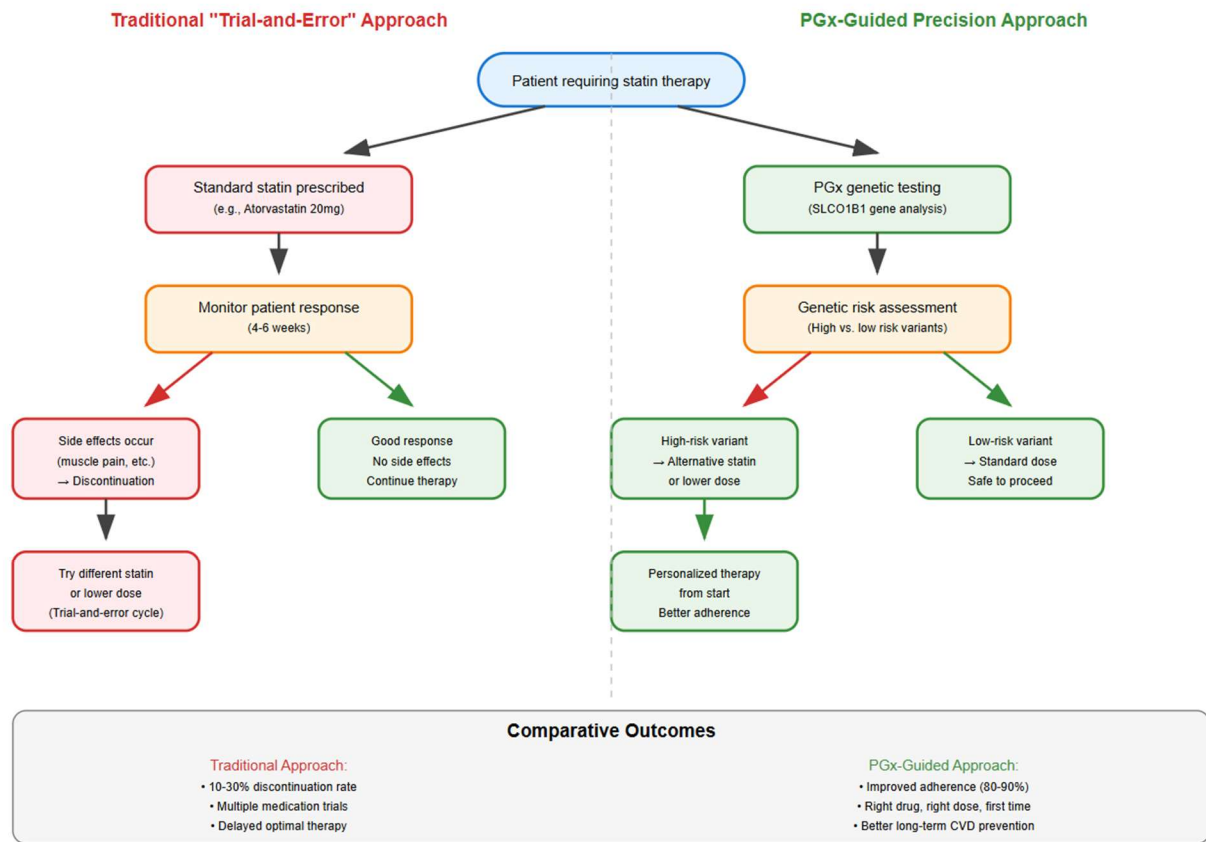 Traditional "Trial-and-Error" Approach
PGx-Guided Precision Approach
Patient requiring statin therapy
Standard statin prescribed
(e.g., Atorvastatin 20mg)
PGx genetic testing
(SLCO1B1 gene analysis)
Monitor patient response
(4-6 weeks)
Genetic risk assessment
(High vs. low risk variants)
Side effects occur
(muscle pain, etc.)
→ Discontinuation
Good response
No side effects
Continue therapy
High-risk variant
→ Alternative statin
or lower dose
Low-risk variant
→ Standard dose
Safe to proceed
Try different statin
or lower dose
(Trial-and-error cycle)
Personalized therapy
from start
Better adherence
Comparative Outcomes
Traditional Approach:
• 10-30% discontinuation rate
• Multiple medication trials
• Delayed optimal therapy
PGx-Guided Approach:
• Improved adherence (80-90%)
• Right drug, right dose, first time
• Better long-term CVD prevention